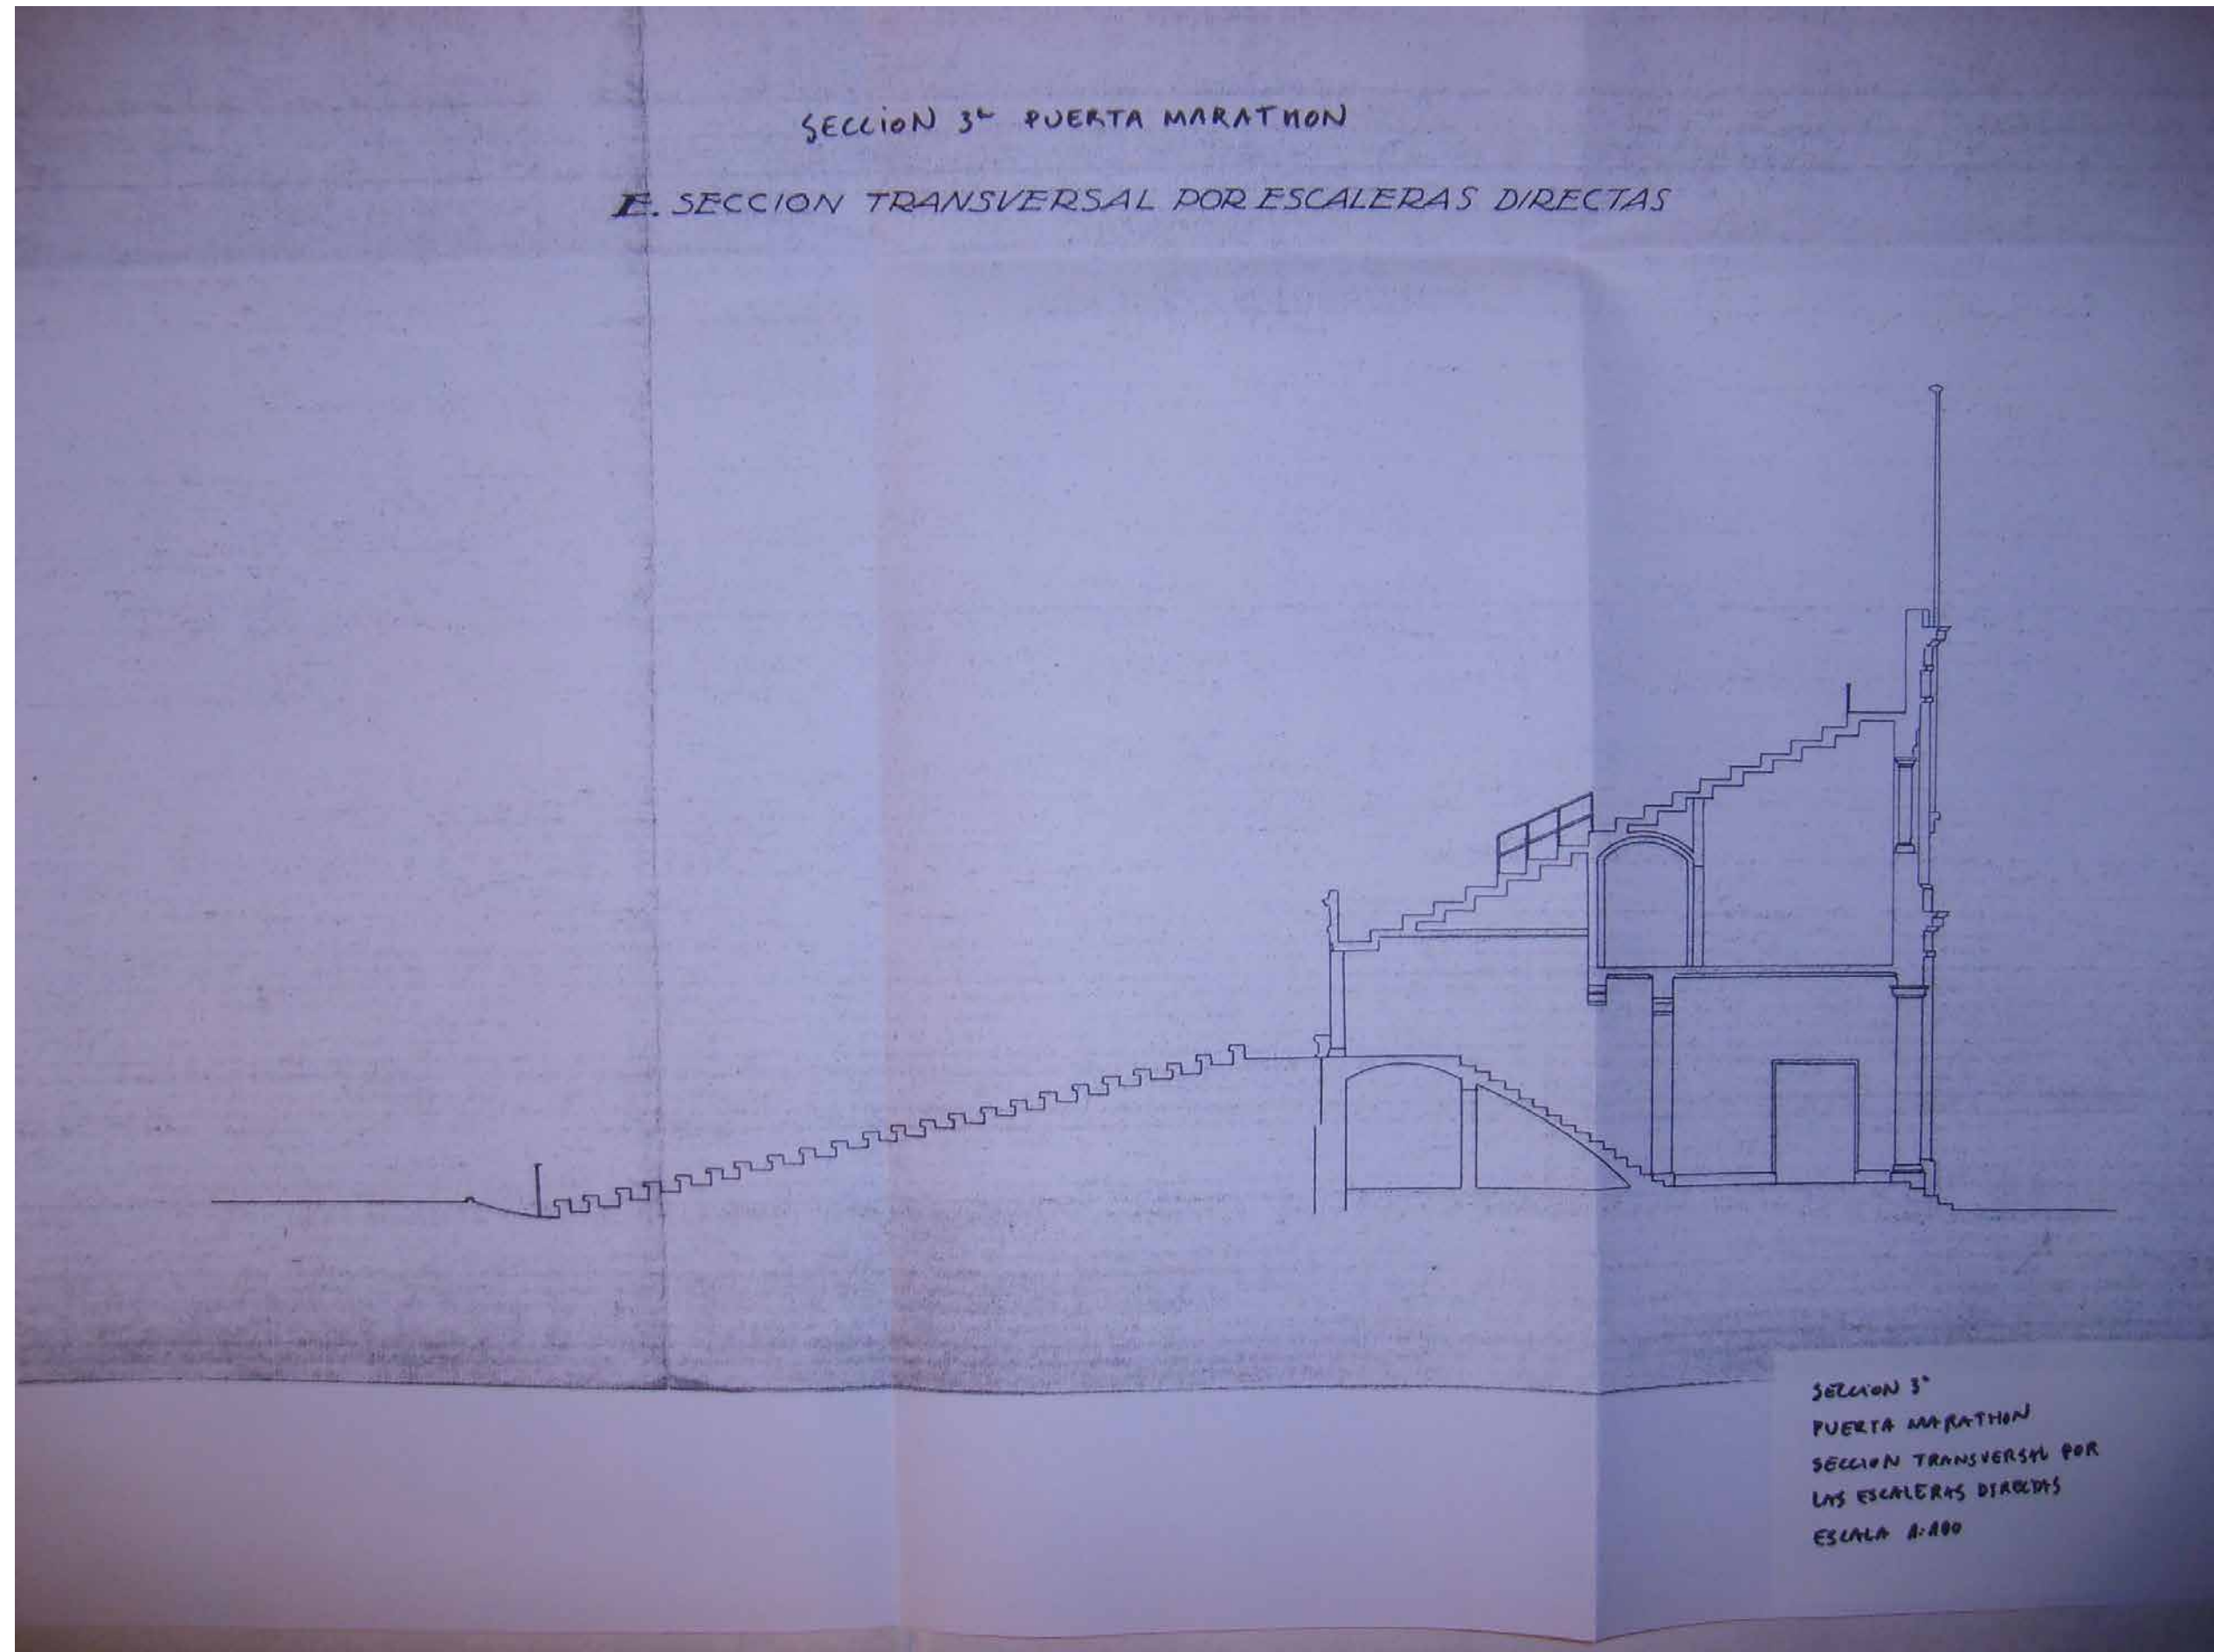 SECCION 3ª PUERTA MARATHON
E. SECCION TRANSVERSAL POR ESCALERAS DIRECTAS
SECCION 3ª
PUERTA MARATHON
SECCION TRANSVERSAL POR
LAS ESCALERAS DIRECTAS
ESCALA 1:100